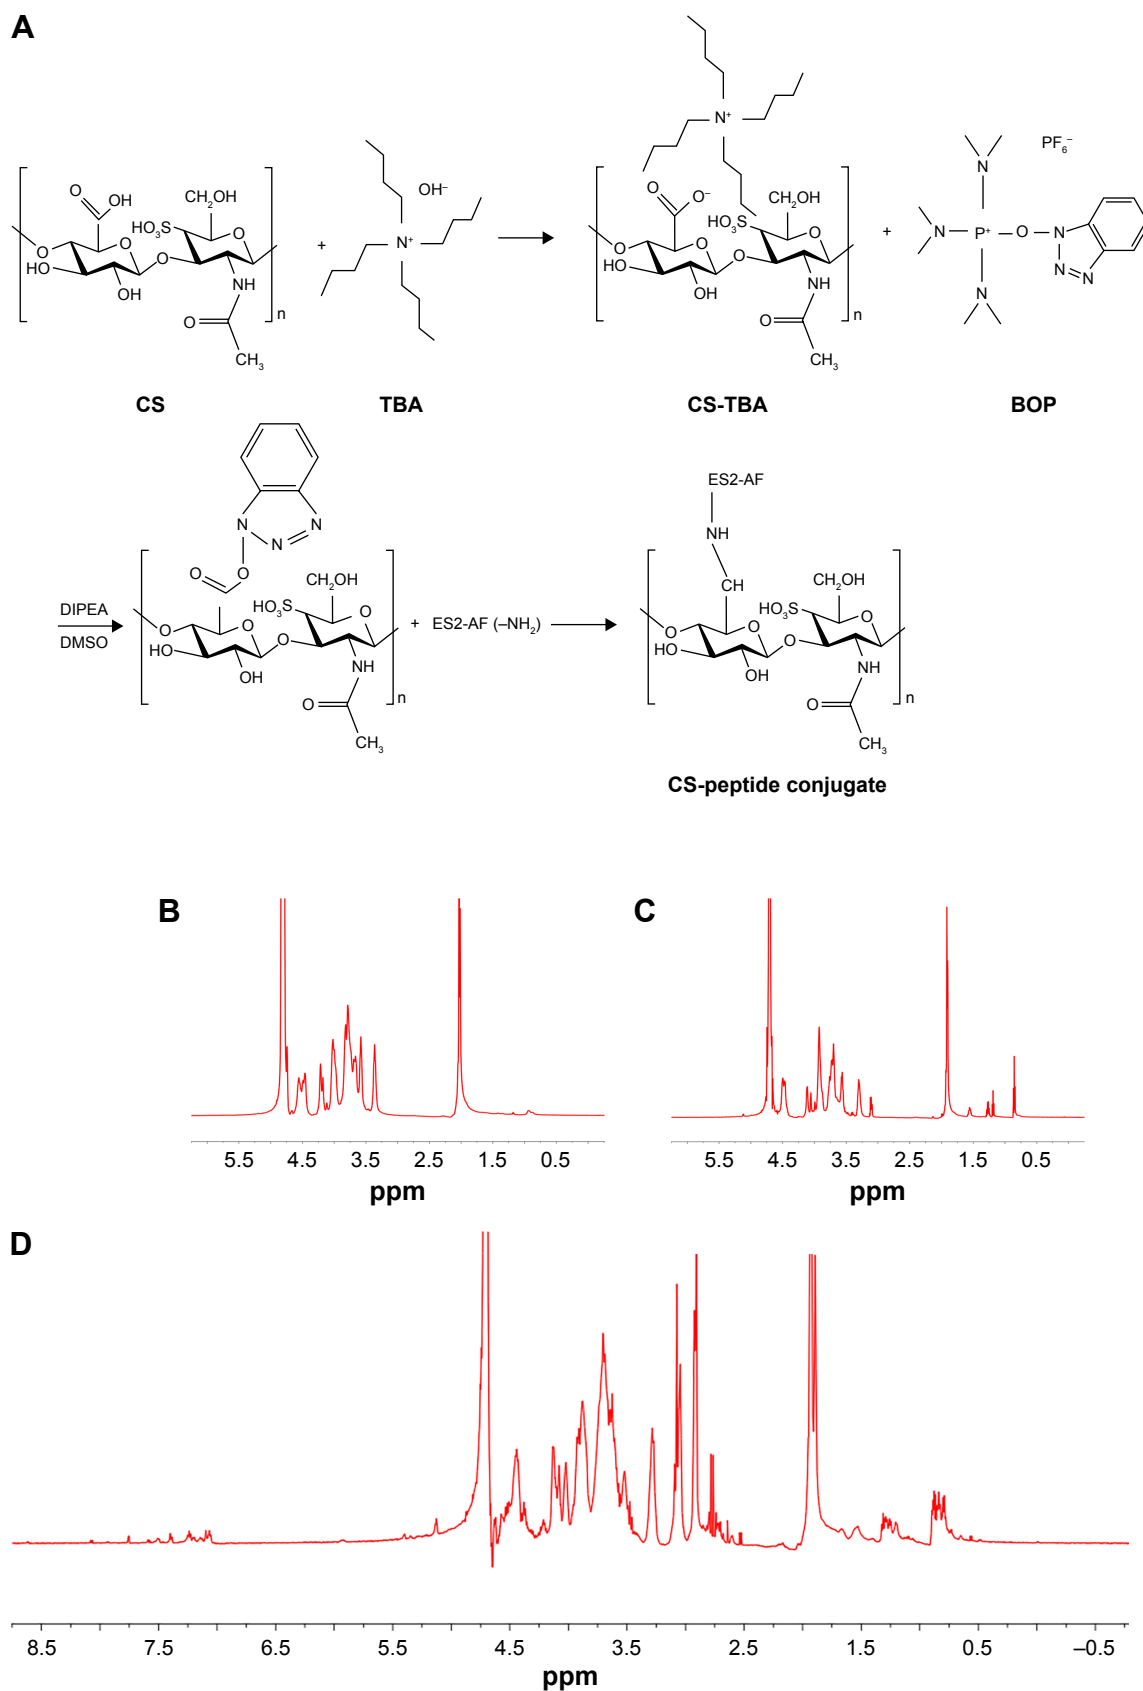 A
N⁺
PF₆⁻
N
OH⁻
O
OH
CH₂OH
O⁻
CH₂OH
HO₃S
O
O
HO
OH
O
NH
O
CH₃
n
+
N⁺
HO₃S
O
O
HO
OH
O
NH
O
CH₃
n
+
N
P⁺
O
N
N
N
N
CS
TBA
CS-TBA
BOP
N
N
N
O
O
CH₂OH
HO₃S
O
O
O
HO
OH
O
NH
O
CH₃
n
DIPEA
DMSO
+ ES2-AF (–NH₂)
ES2-AF
NH
CH
CH₂OH
HO₃S
O
O
O
HO
OH
O
NH
O
CH₃
n
CS-peptide conjugate
B
5.5 4.5 3.5 2.5 1.5 0.5
ppm
C
5.5 4.5 3.5 2.5 1.5 0.5
ppm
D
8.5 7.5 6.5 5.5 4.5 3.5 2.5 1.5 0.5 –0.5
ppm